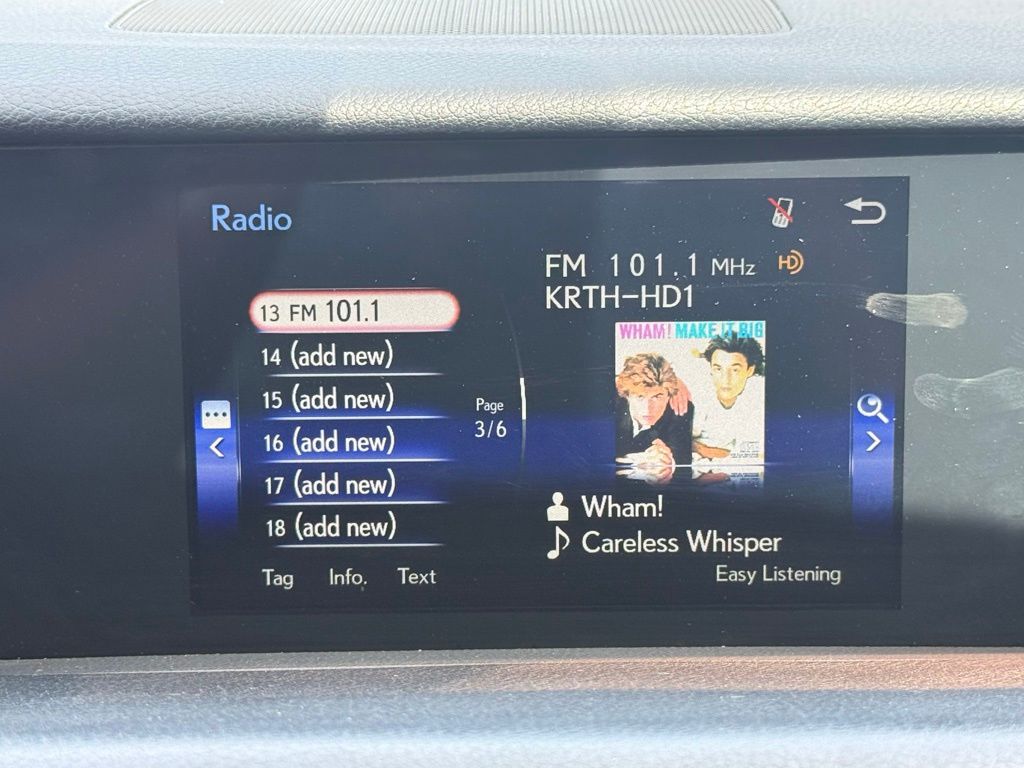 Radio
FM 101.1 MHz HD
KRTH-HD1
13 FM 101.1
14 (add new)
15 (add new)
16 (add new)
17 (add new)
18 (add new)
Page
3/6
WHAM! MAKE IT BIG
Wham!
Careless Whisper
Easy Listening
Tag Info. Text